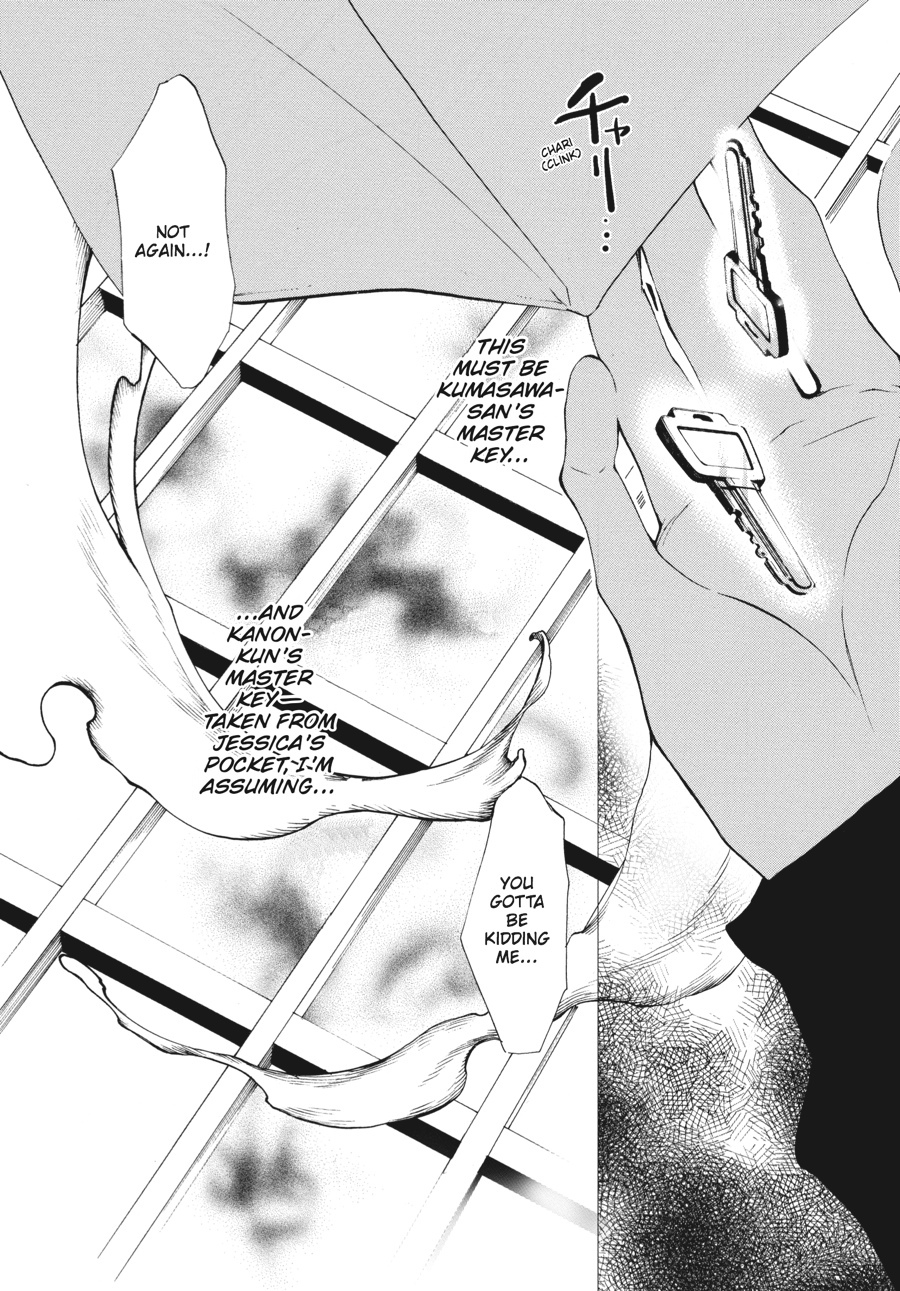 チャリ…
CHARI
(CLINK)
THIS
MUST BE
KUMASAWA-
SAN'S
MASTER
KEY...
NOT
AGAIN...!
...AND
KANON-
KUN'S
MASTER
KEY—
TAKEN FROM
JESSICA'S
POCKET, I'M
ASSUMING...
YOU
GOTTA
BE
KIDDING
ME...